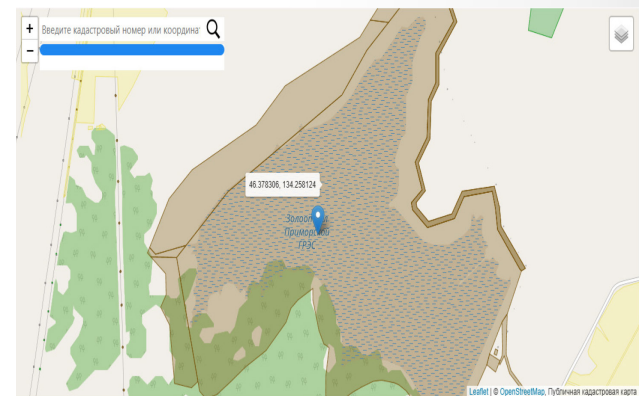 +
Введите кадастровый номер или координа
−
46.378306, 134.258124
Золоотвал
Приморской
ГРЭС
Leaflet | © OpenStreetMap, Публичная кадастровая карта